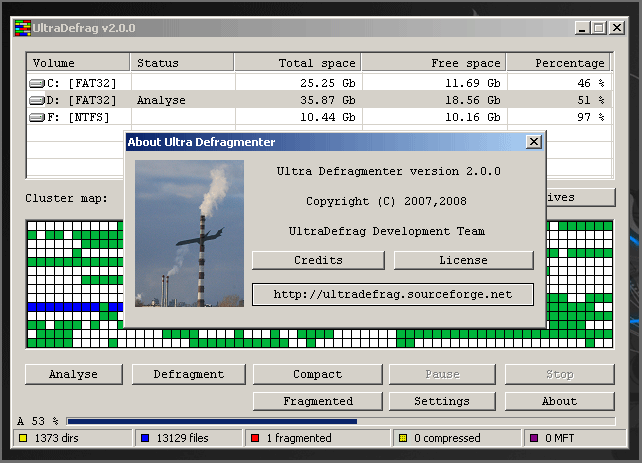 UltraDefrag v2.0.0
Volume Status Total space Free space Percentage
C: [FAT32] 25.25 Gb 11.69 Gb 46 %
D: [FAT32] Analyse 35.87 Gb 18.56 Gb 51 %
F: [NTFS] 10.44 Gb 10.16 Gb 97 %
About Ultra Defragmenter
Ultra Defragmenter version 2.0.0
Copyright (C) 2007,2008
UltraDefrag Development Team
Credits License
http://ultradefrag.sourceforge.net
Cluster map: ives
Analyse Defragment Compact Pause Stop
Fragmented Settings About
A 53 %
1373 dirs 13129 files 1 fragmented 0 compressed 0 MFT